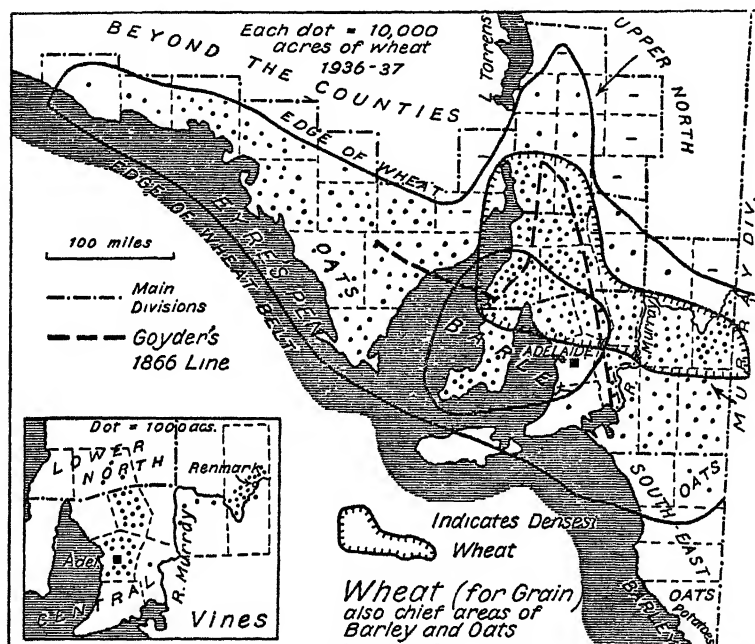 Each dot = 10,000
acres of wheat
1936-37
BEYOND THE COUNTIES
L. Torrens
UPPER NORTH
EDGE OF WHEAT
EDGE OF WHEAT BELT
EYRE'S PEN
OATS
100 miles
Main
Divisions
Goyder's
1866 Line
BARLEY
ADELAIDE
R. Murray
MURRAY DIV
SOUTH EAST
OATS
BARLEY
OATS
Potatoes
Indicates Densest
Wheat
Wheat (for Grain)
also chief areas of
Barley and Oats
Dot = 1000 acs.
LOWER
NORTH
Renmark
Adel.
R. Murray
CENTRAL
Vines